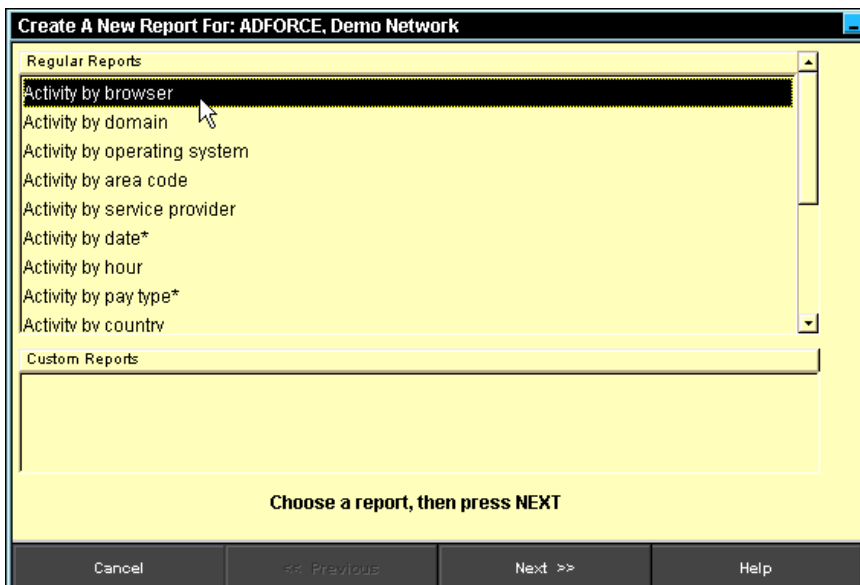 Create A New Report For: ADFORCE, Demo Network
Regular Reports
Activity by browser
Activity by domain
Activity by operating system
Activity by area code
Activity by service provider
Activity by date*
Activity by hour
Activity by pay type*
Activity by country
Custom Reports
Choose a report, then press NEXT
Cancel
<< Previous
Next >>
Help